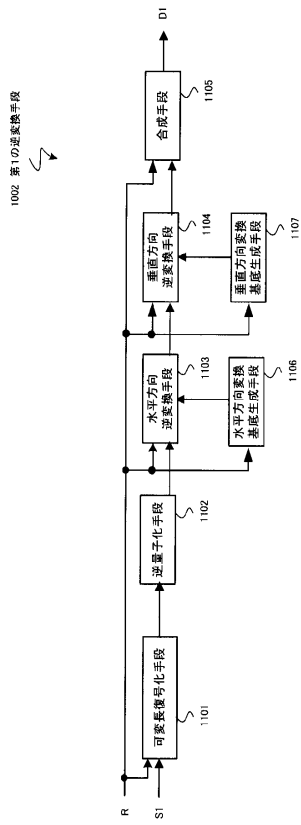 1002 第1の逆変換手段
R
S1
可変長復号化手段
1101
逆量子化手段
1102
水平方向
逆変換手段
1103
水平方向変換
基底生成手段
1106
垂直方向
逆変換手段
1104
垂直方向変換
基底生成手段
1107
合成手段
1105
D1